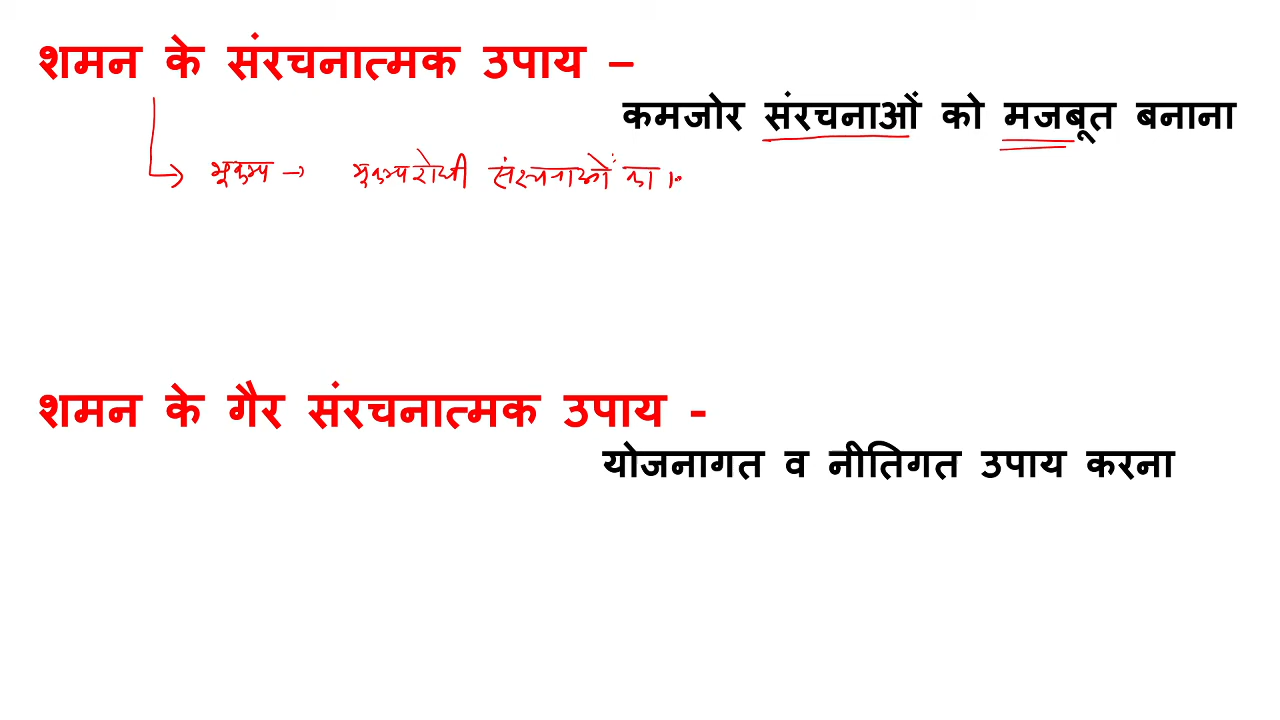 शमन के संरचनात्मक उपाय –
कमजोर संरचनाओं को मजबूत बनाना
भूकम्प → भूकम्परोधी संरचनाओं का
शमन के गैर संरचनात्मक उपाय -
योजनागत व नीतिगत उपाय करना